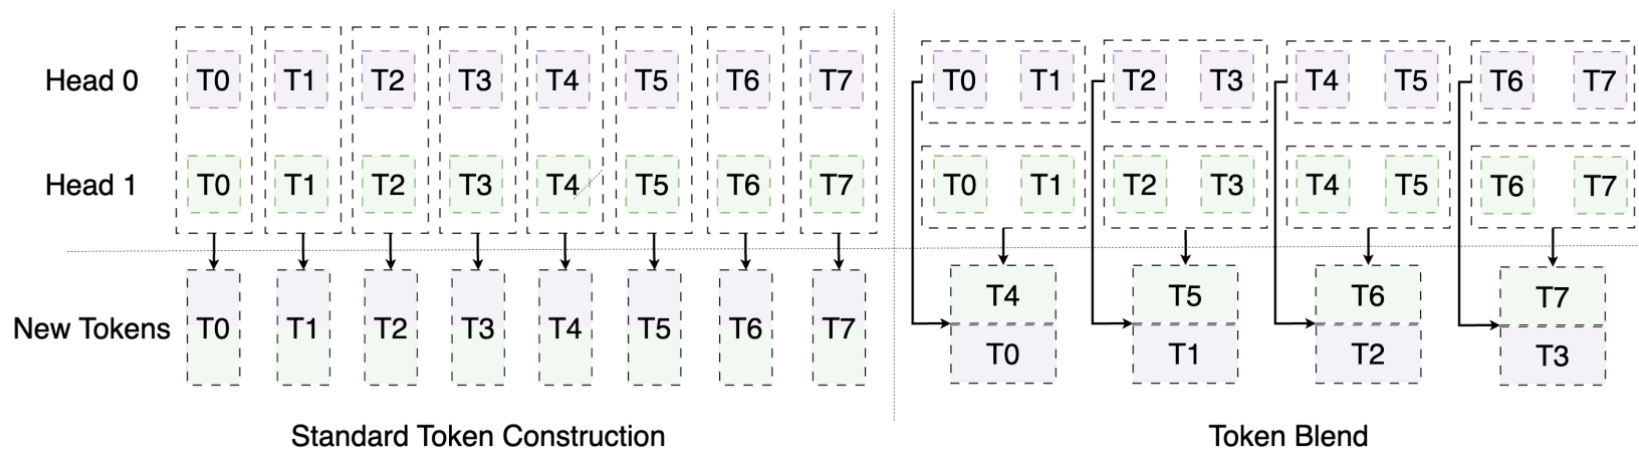 Head 0 T0 T1 T2 T3 T4 T5 T6 T7 T0 T1 T2 T3 T4 T5 T6 T7
Head 1 T0 T1 T2 T3 T4 T5 T6 T7 T0 T1 T2 T3 T4 T5 T6 T7
T4 T5 T6 T7
New Tokens T0 T1 T2 T3 T4 T5 T6 T7
T0 T1 T2 T3
Standard Token Construction Token Blend